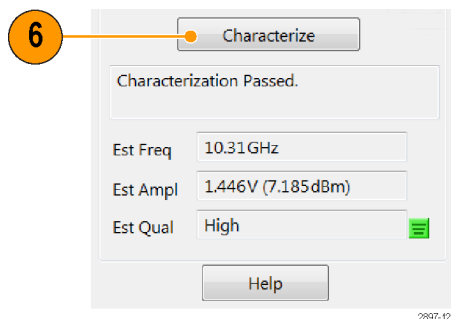 6
Characterize
Characterization Passed.
Est Freq 10.31GHz
Est Ampl 1.446V (7.185dBm)
Est Qual High
Help
2897-12